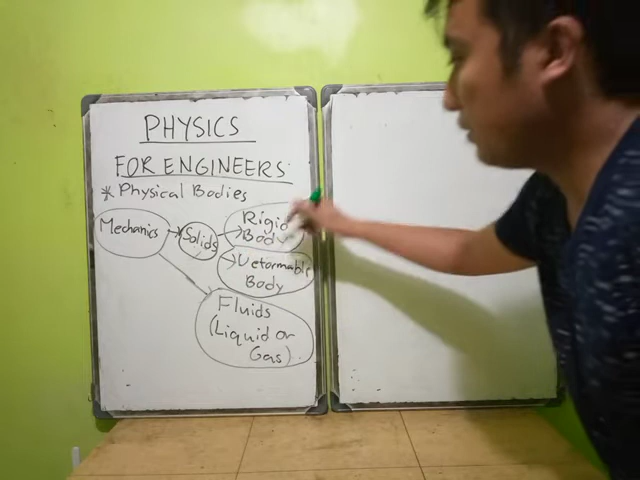 PHYSICS
FOR ENGINEERS
* Physical Bodies
Mechanics
Solids
Rigid
Body
Deformable
Body
Fluids
(Liquid or
Gas)